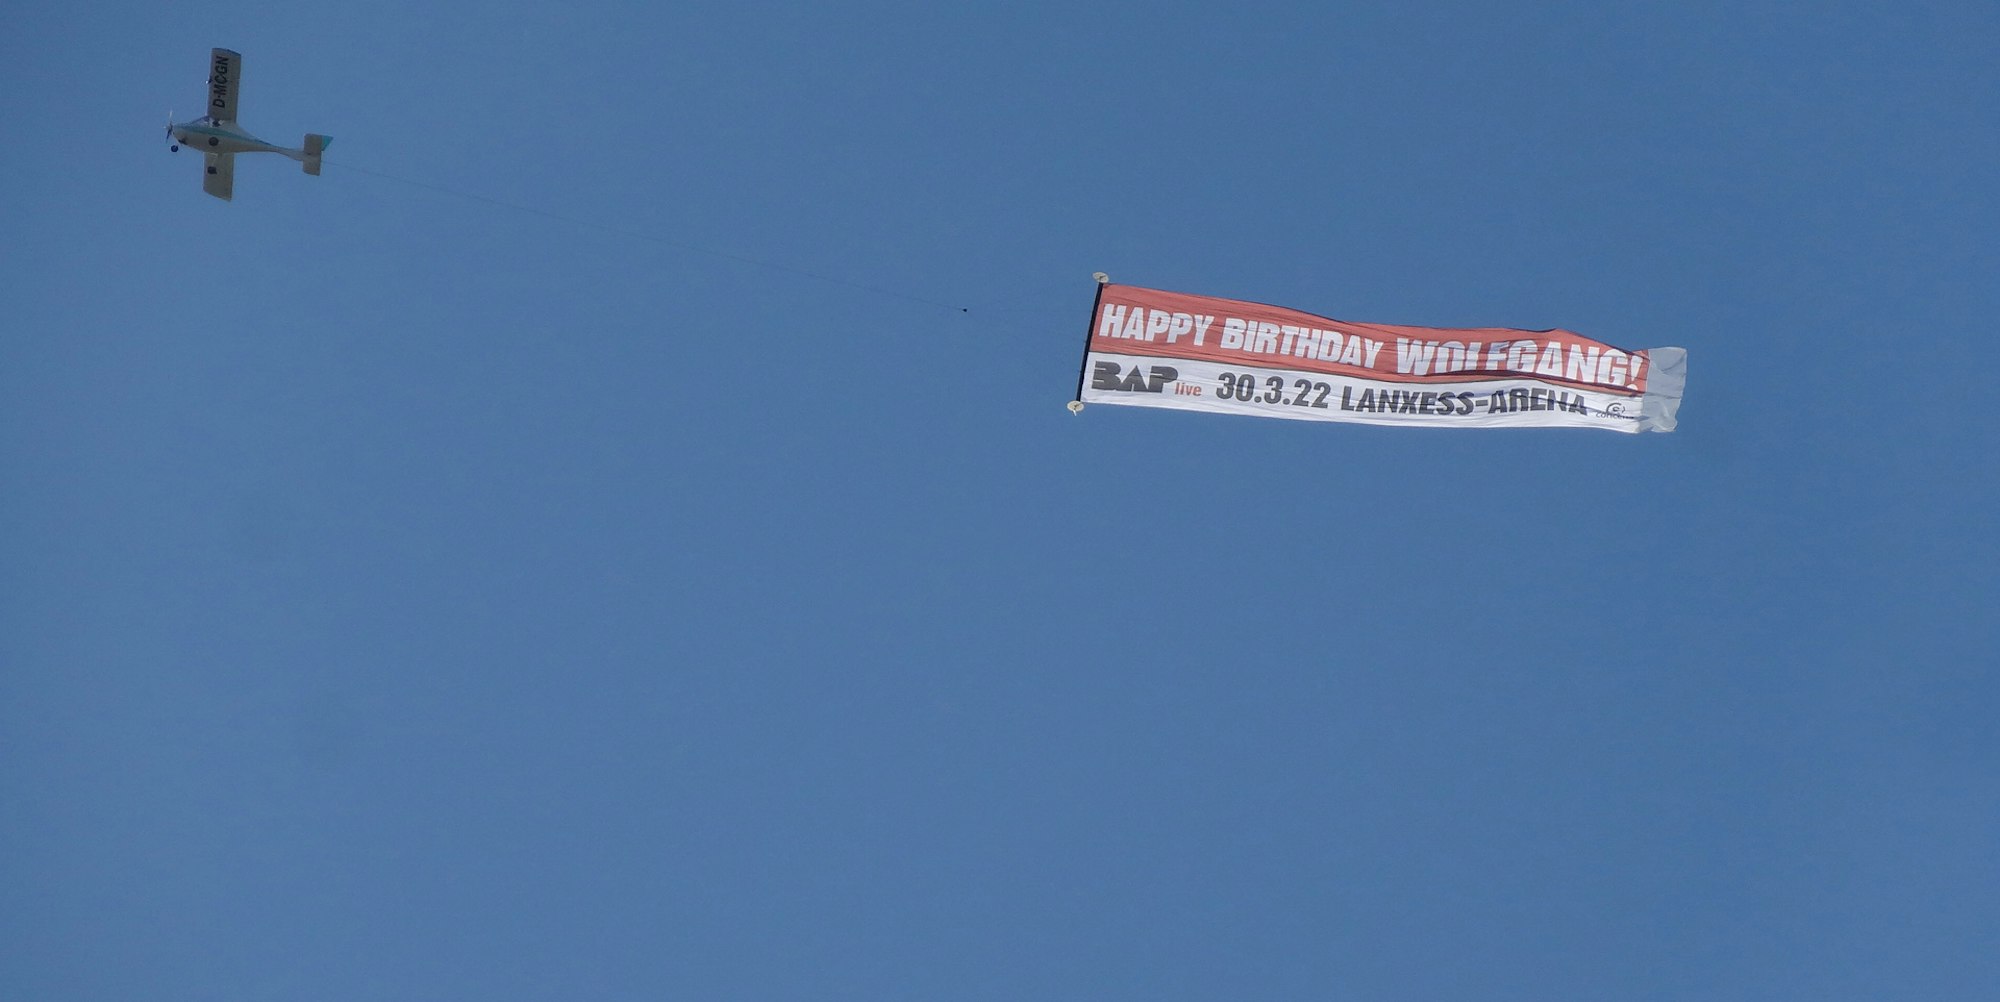 D-MCGN
HAPPY BIRTHDAY WOLFGANG!
BAP live 30.3.22 LANXESS-ARENA